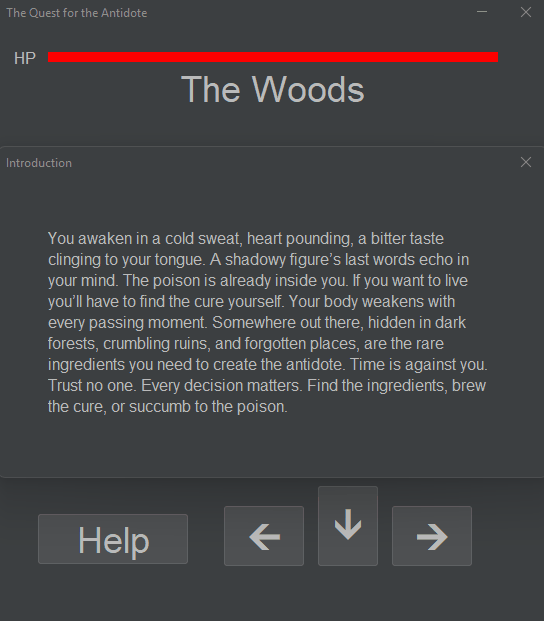 The Quest for the Antidote
HP
The Woods
Introduction
You awaken in a cold sweat, heart pounding, a bitter taste
clinging to your tongue. A shadowy figure’s last words echo in
your mind. The poison is already inside you. If you want to live
you’ll have to find the cure yourself. Your body weakens with
every passing moment. Somewhere out there, hidden in dark
forests, crumbling ruins, and forgotten places, are the rare
ingredients you need to create the antidote. Time is against you.
Trust no one. Every decision matters. Find the ingredients, brew
the cure, or succumb to the poison.
Help